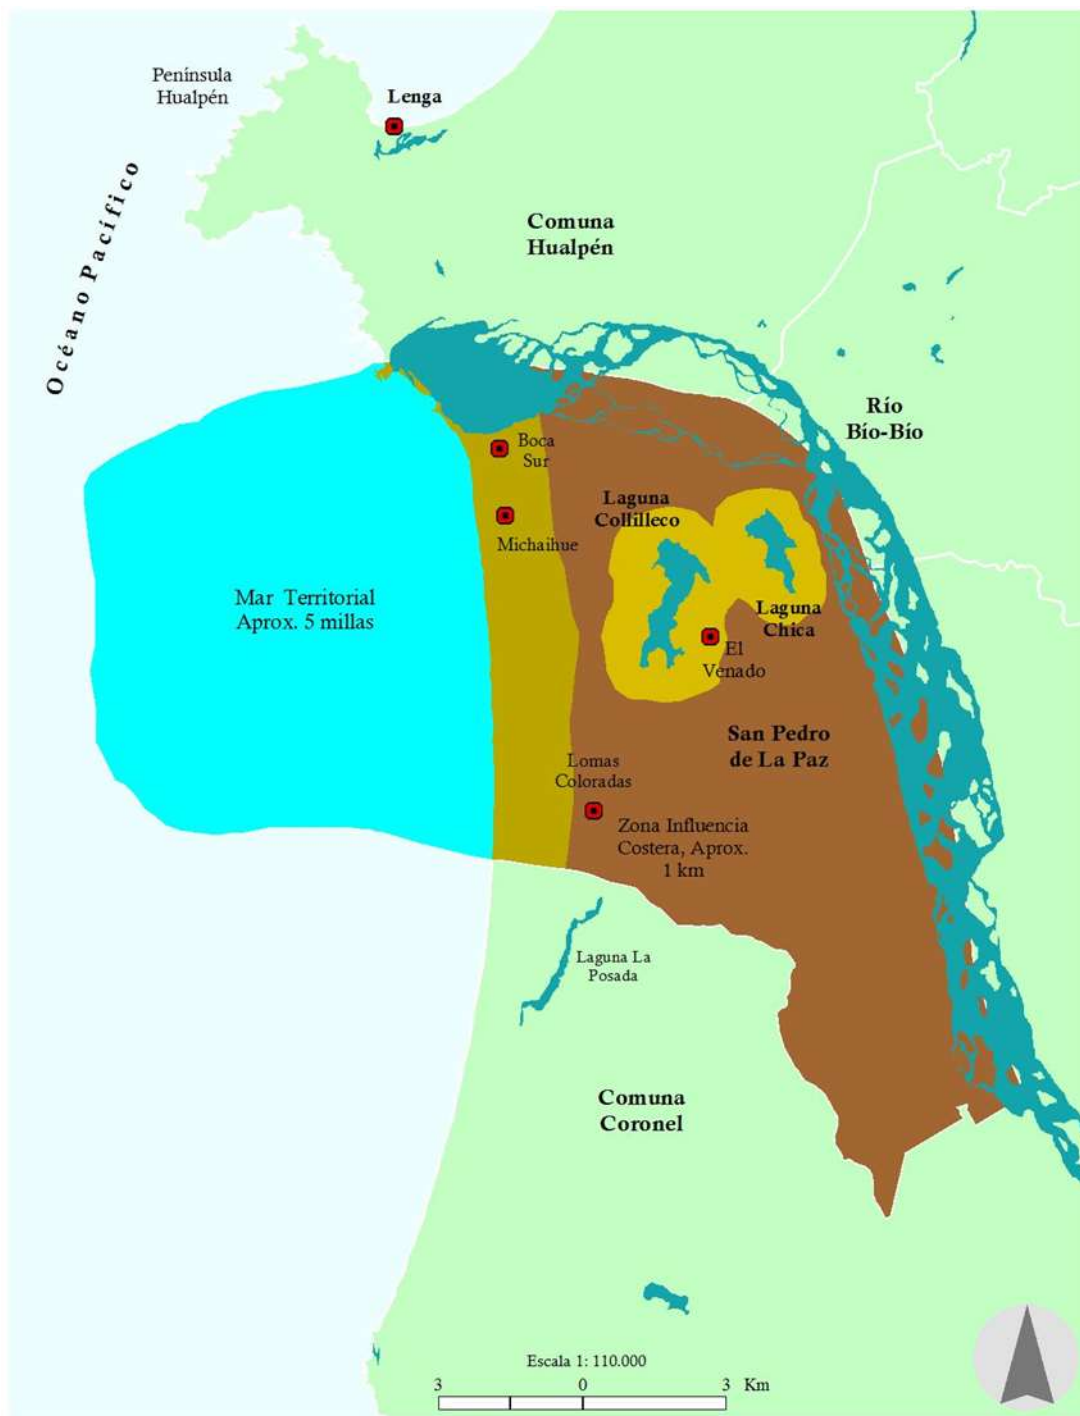 Península
Hualpén
Lenga
Océano Pacífico
Comuna
Hualpén
Río
Bío-Bío
Boca
Sur
Laguna
Collilleco
Michaihue
Mar Territorial
Aprox. 5 millas
Laguna
Chica
El
Venado
San Pedro
de La Paz
Lomas
Coloradas
Zona Influencia
Costera, Aprox.
1 km
Laguna La
Posada
Comuna
Coronel
Escala 1: 110.000
3 0 3 Km